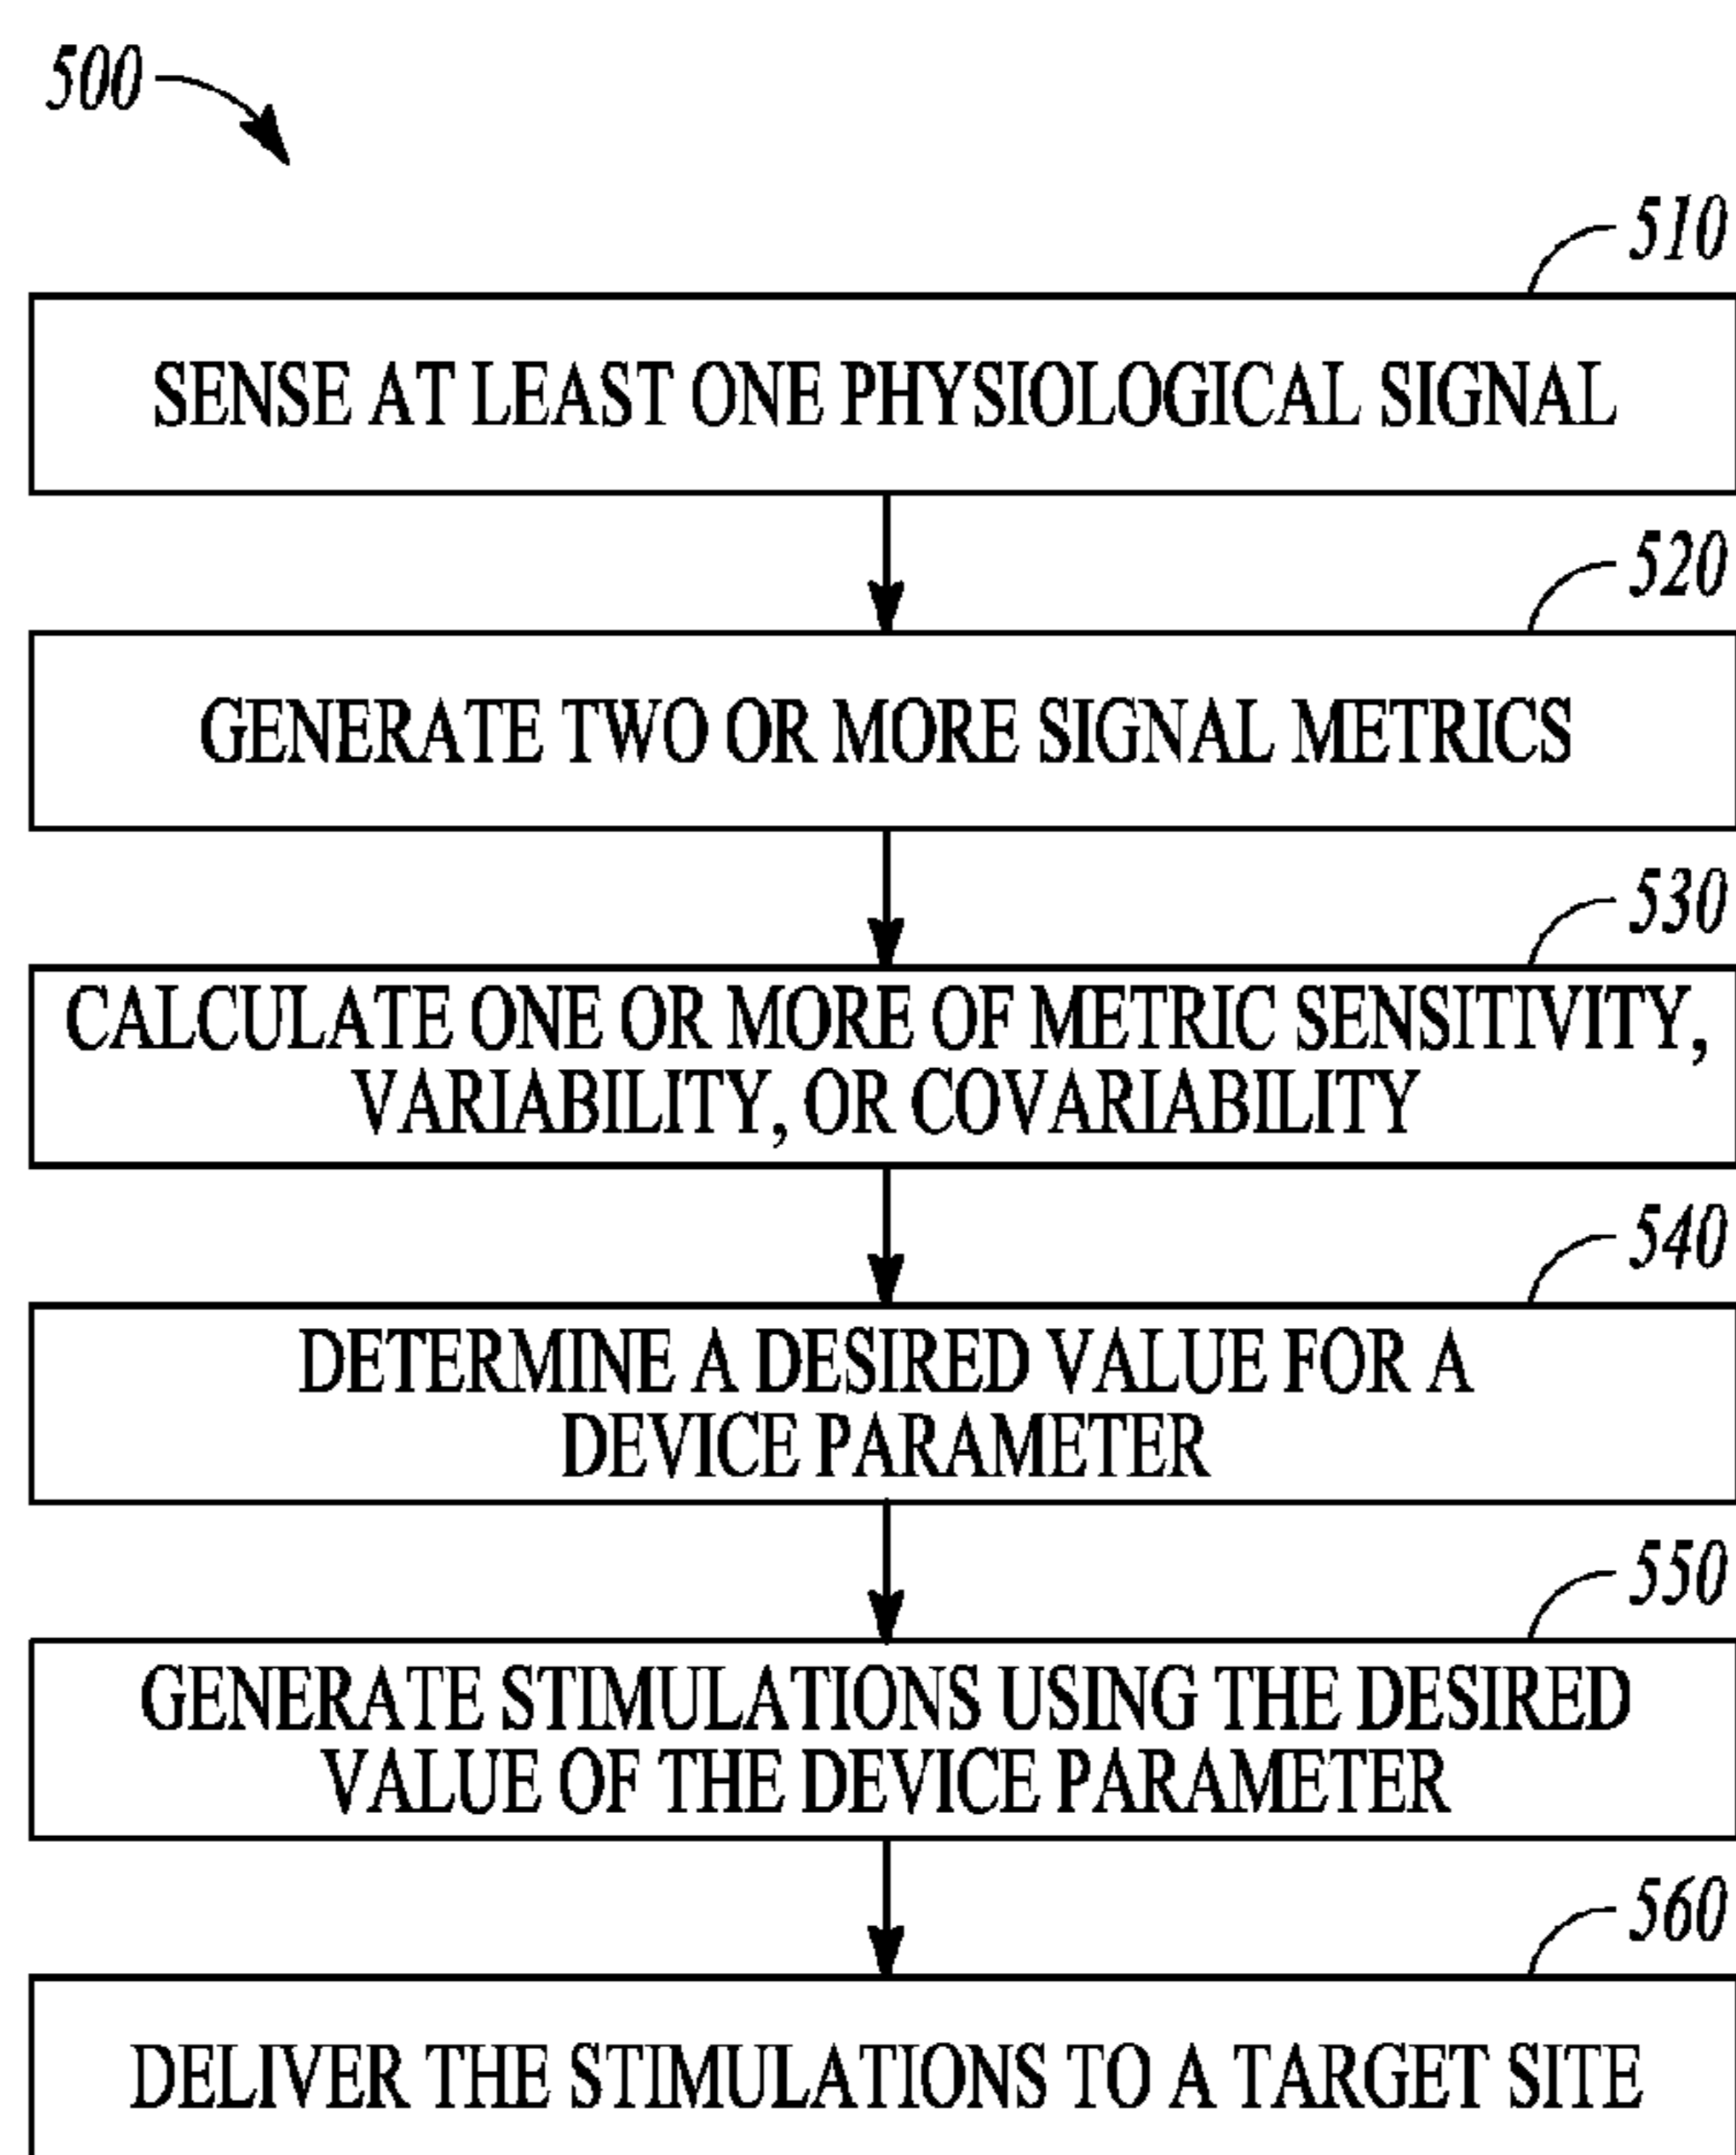 500
510
SENSE AT LEAST ONE PHYSIOLOGICAL SIGNAL
520
GENERATE TWO OR MORE SIGNAL METRICS
530
CALCULATE ONE OR MORE OF METRIC SENSITIVITY,
VARIABILITY, OR COVARIABILITY
540
DETERMINE A DESIRED VALUE FOR A
DEVICE PARAMETER
550
GENERATE STIMULATIONS USING THE DESIRED
VALUE OF THE DEVICE PARAMETER
560
DELIVER THE STIMULATIONS TO A TARGET SITE